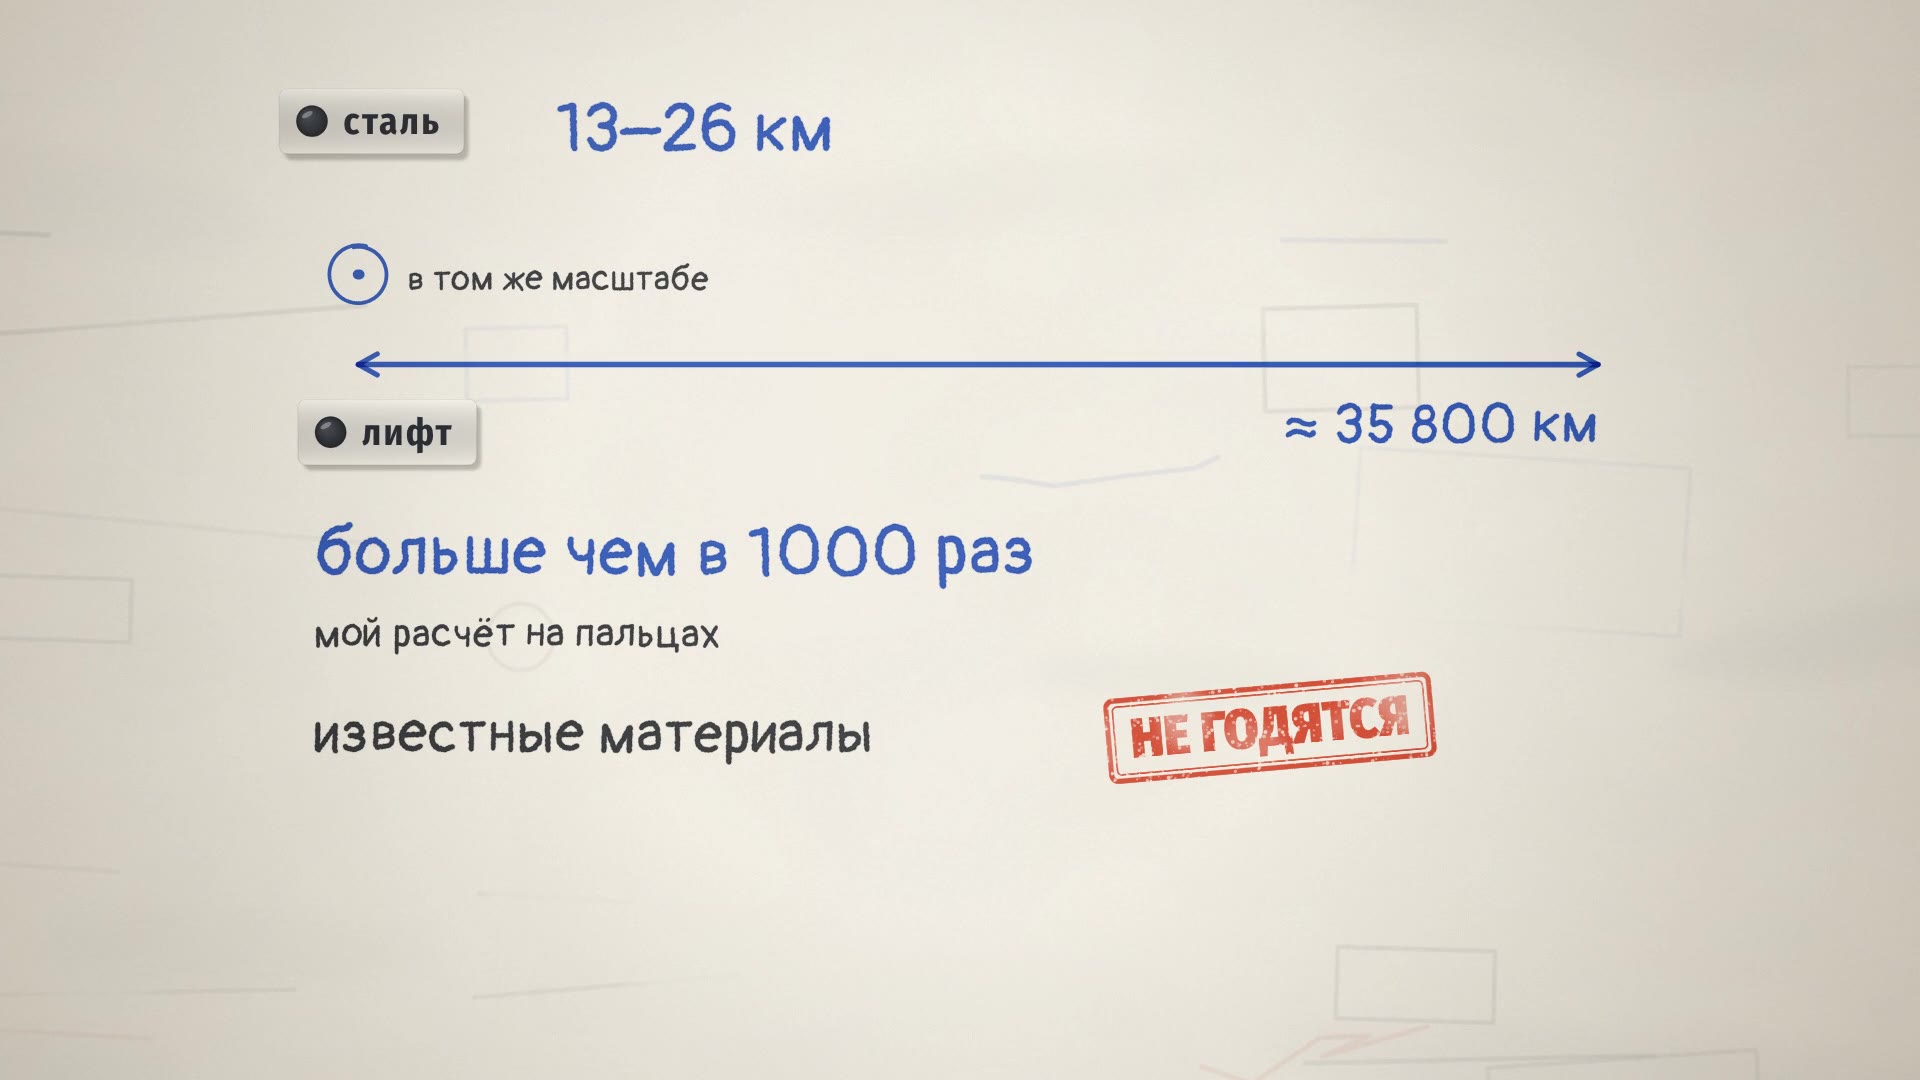 сталь 13–26 км
в том же масштабе
лифт ≈ 35 800 км
больше чем в 1000 раз
мой расчёт на пальцах
известные материалы НЕ ГОДЯТСЯ